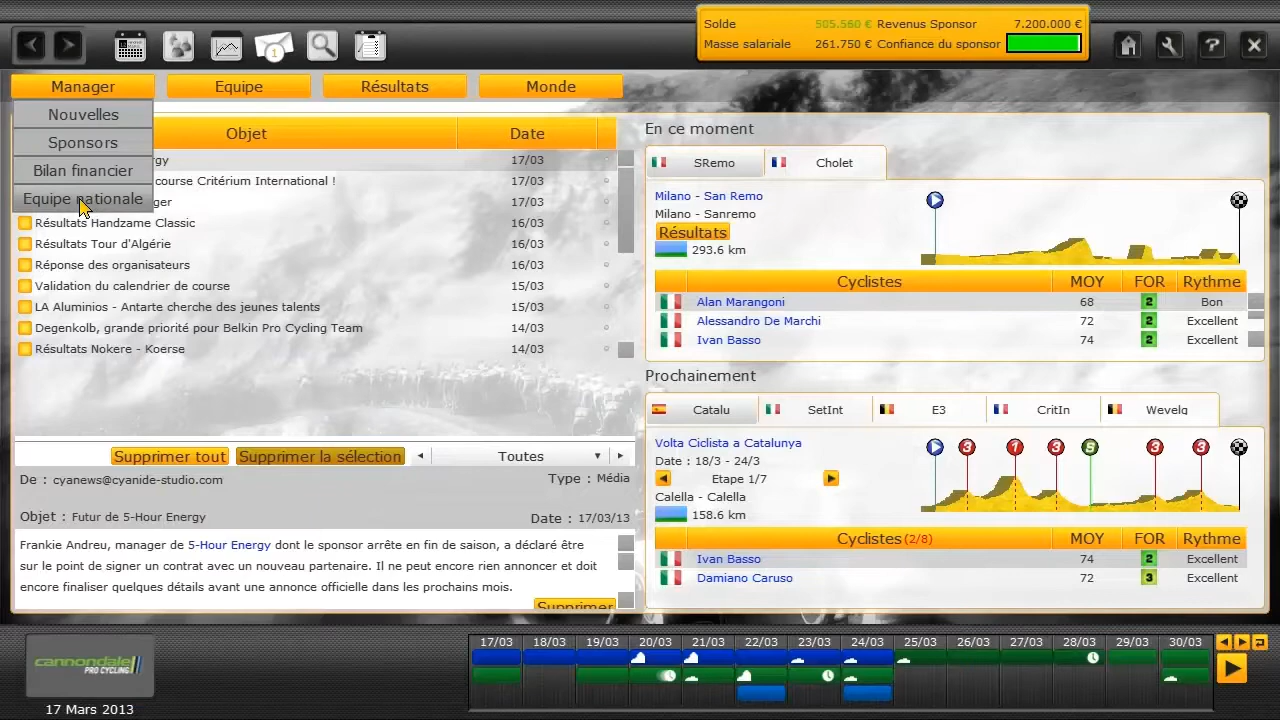 Solde 505.560 € Revenus Sponsor 7.200.000 €
Masse salariale 261.750 € Confiance du sponsor
1
Manager Equipe Résultats Monde
Nouvelles
Sponsors
Bilan financier
Equipe nationale
Objet Date
rgy 17/03
course Critérium International ! 17/03
ger 17/03
Résultats Handzame Classic 16/03
Résultats Tour d'Algérie 16/03
Réponse des organisateurs 16/03
Validation du calendrier de course 15/03
LA Aluminios - Antarte cherche des jeunes talents 15/03
Degenkolb, grande priorité pour Belkin Pro Cycling Team 14/03
Résultats Nokere - Koerse 14/03
Supprimer tout Supprimer la sélection Toutes
De : cyanews@cyanide-studio.com Type : Média
Objet : Futur de 5-Hour Energy Date : 17/03/13
Frankie Andreu, manager de 5-Hour Energy dont le sponsor arrête en fin de saison, a déclaré être
sur le point de signer un contrat avec un nouveau partenaire. Il ne peut encore rien annoncer et doit
encore finaliser quelques détails avant une annonce officielle dans les prochains mois.
Supprimer
En ce moment
SRemo Cholet
Milano - San Remo
Milano - Sanremo
Résultats
293.6 km
Cyclistes MOY FOR Rythme
Alan Marangoni 68 2 Bon
Alessandro De Marchi 72 2 Excellent
Ivan Basso 74 2 Excellent
Prochainement
Catalu SetInt E3 CritIn Wevelg
Volta Ciclista a Catalunya
Date : 18/3 - 24/3
Etape 1/7
Calella - Calella
158.6 km
3 1 3 S 3 3
Cyclistes (2/8) MOY FOR Rythme
Ivan Basso 74 2 Excellent
Damiano Caruso 72 3 Excellent
cannondale
PRO CYCLING
17 Mars 2013
17/03 18/03 19/03 20/03 21/03 22/03 23/03 24/03 25/03 26/03 27/03 28/03 29/03 30/03